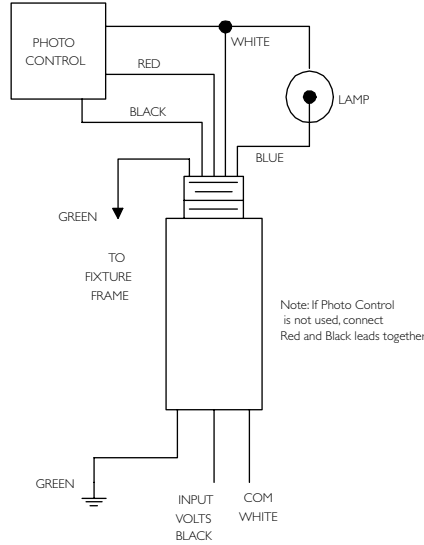 PHOTO
CONTROL
WHITE
RED
LAMP
BLACK
BLUE
GREEN
TO
FIXTURE
FRAME
Note: If Photo Control
is not used, connect
Red and Black leads together
GREEN
INPUT
VOLTS
BLACK
COM
WHITE